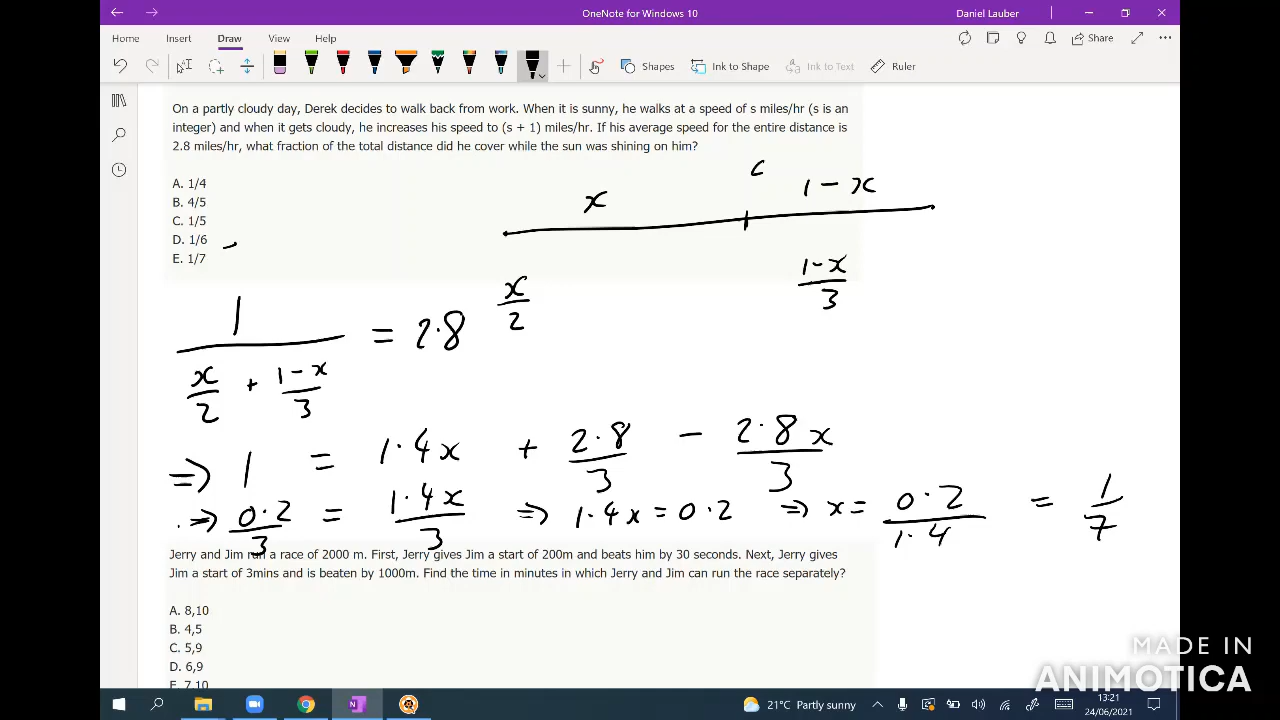 OneNote for Windows 10
Daniel Lauber
Home Insert Draw View Help
Share
Shapes Ink to Shape Ink to Text Ruler
On a partly cloudy day, Derek decides to walk back from work. When it is sunny, he walks at a speed of s miles/hr (s is an
integer) and when it gets cloudy, he increases his speed to (s + 1) miles/hr. If his average speed for the entire distance is
2.8 miles/hr, what fraction of the total distance did he cover while the sun was shining on him?
A. 1/4
B. 4/5
C. 1/5
D. 1/6
E. 1/7
c
x 1-x
x/2 (1-x)/3
1/(x/2 + (1-x)/3) = 2.8
=> 1 = 1.4x + 2.8/3 - 2.8x/3
=> 0.2/3 = 1.4x/3 => 1.4x = 0.2 => x = 0.2/1.4 = 1/7
Jerry and Jim run a race of 2000 m. First, Jerry gives Jim a start of 200m and beats him by 30 seconds. Next, Jerry gives
Jim a start of 3mins and is beaten by 1000m. Find the time in minutes in which Jerry and Jim can run the race separately?
A. 8,10
B. 4,5
C. 5,9
D. 6,9
E. 7,10
MADE IN
ANIMOTICA
21°C Partly sunny
13:21
24/06/2021